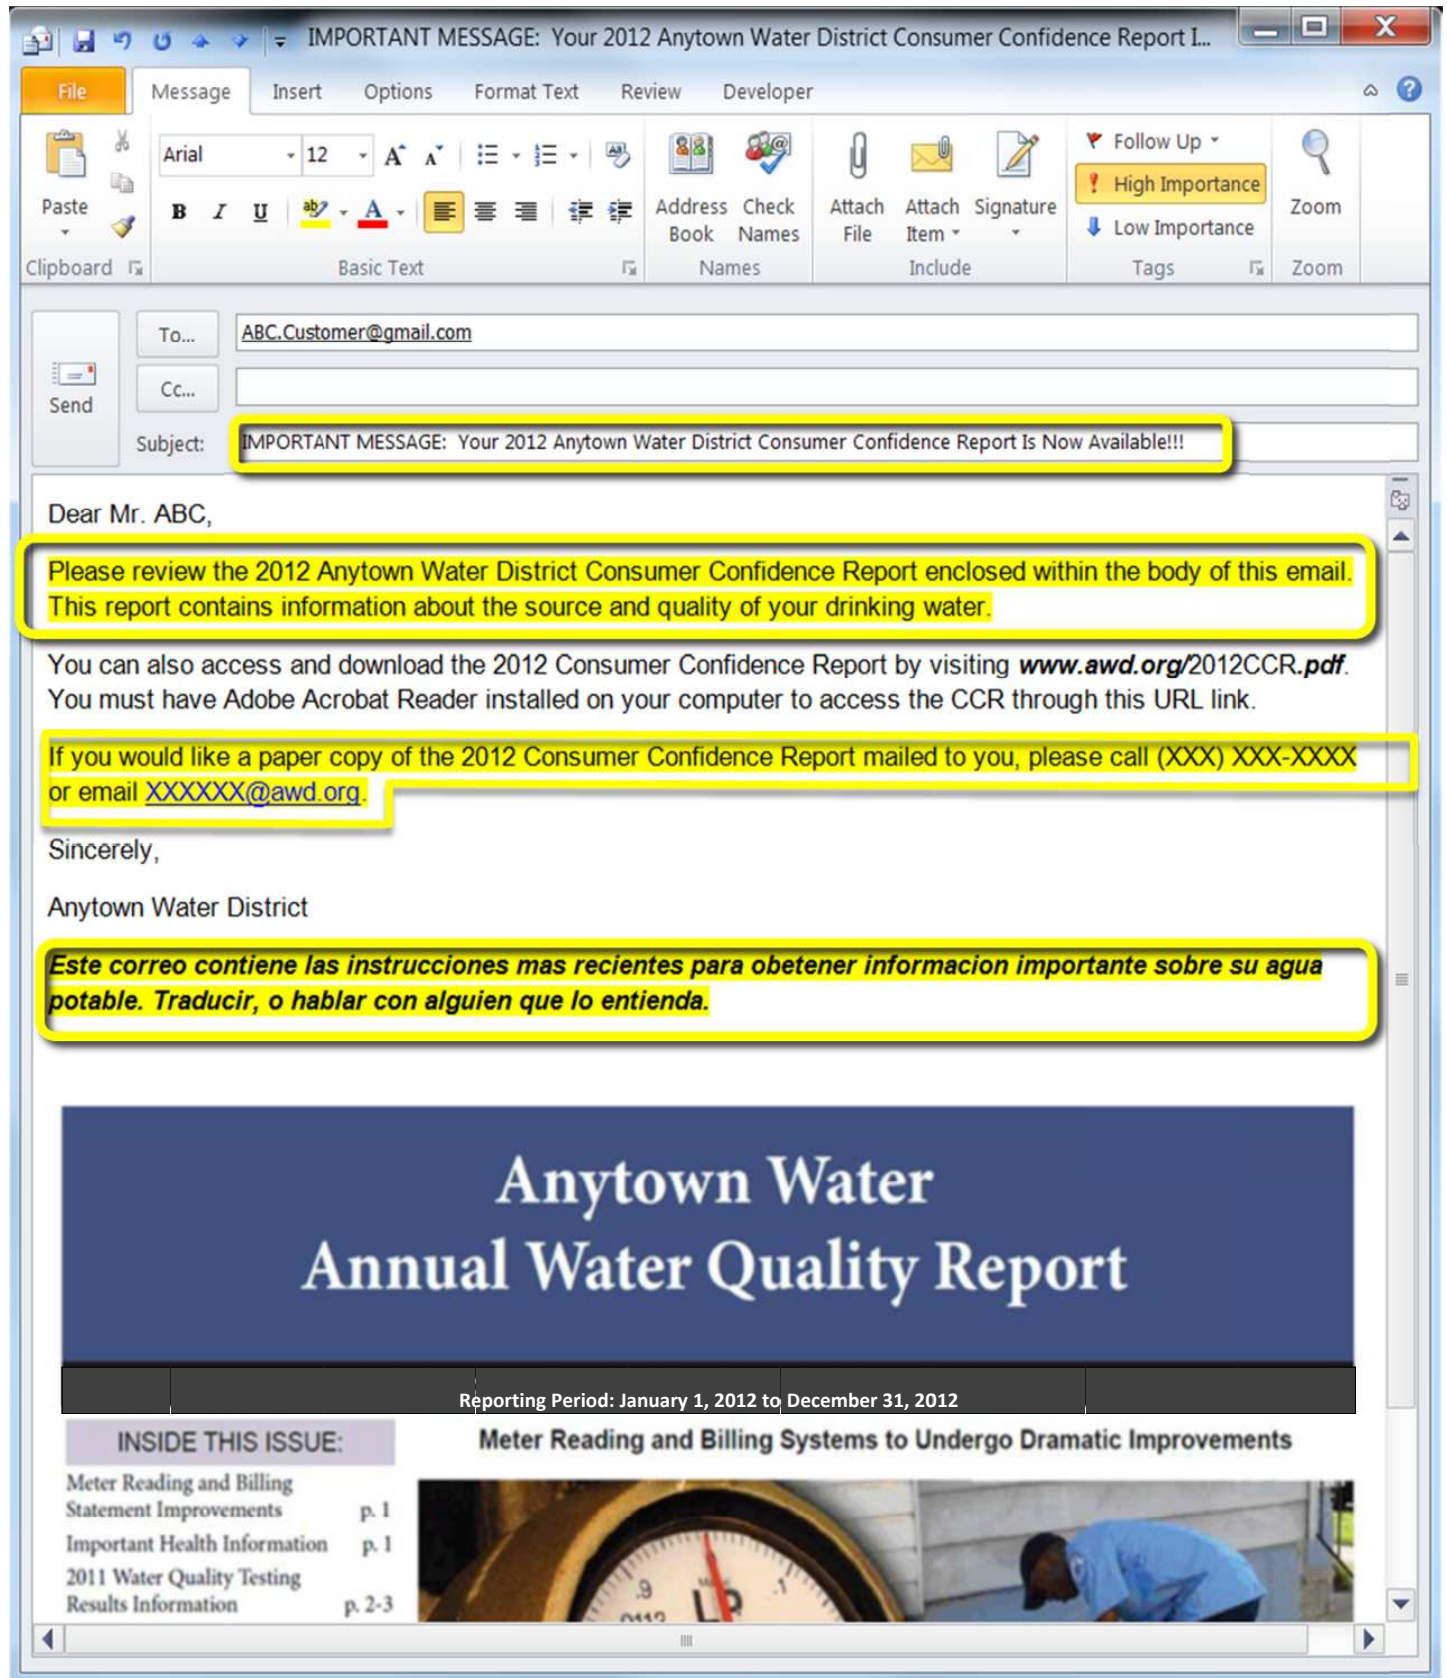 IMPORTANT MESSAGE: Your 2012 Anytown Water District Consumer Confidence Report I...
File Message Insert Options Format Text Review Developer
Arial 12
Paste
Clipboard
Basic Text
Address Book
Check Names
Names
Attach File
Attach Item
Signature
Include
Follow Up
High Importance
Low Importance
Tags
Zoom
Zoom
Send
To... ABC.Customer@gmail.com
Cc...
Subject: IMPORTANT MESSAGE: Your 2012 Anytown Water District Consumer Confidence Report Is Now Available!!!
Dear Mr. ABC,
Please review the 2012 Anytown Water District Consumer Confidence Report enclosed within the body of this email.
This report contains information about the source and quality of your drinking water.
You can also access and download the 2012 Consumer Confidence Report by visiting www.awd.org/2012CCR.pdf.
You must have Adobe Acrobat Reader installed on your computer to access the CCR through this URL link.
If you would like a paper copy of the 2012 Consumer Confidence Report mailed to you, please call (XXX) XXX-XXXX
or email XXXXXX@awd.org.
Sincerely,
Anytown Water District
Este correo contiene las instrucciones mas recientes para obetener informacion importante sobre su agua
potable. Traducir, o hablar con alguien que lo entienda.
Anytown Water
Annual Water Quality Report
Reporting Period: January 1, 2012 to December 31, 2012
INSIDE THIS ISSUE:
Meter Reading and Billing
Statement Improvements p. 1
Important Health Information p. 1
2011 Water Quality Testing
Results Information p. 2-3
Meter Reading and Billing Systems to Undergo Dramatic Improvements
.9 .1